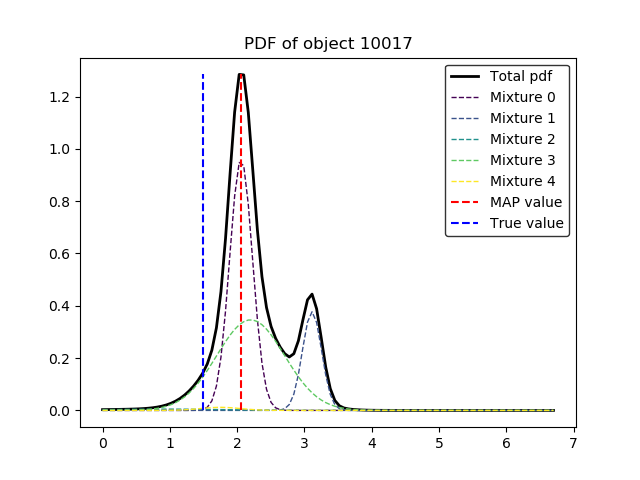 PDF of object 10017
Total pdf
Mixture 0
Mixture 1
Mixture 2
Mixture 3
Mixture 4
MAP value
True value
1.2
1.0
0.8
0.6
0.4
0.2
0.0
0 1 2 3 4 5 6 7